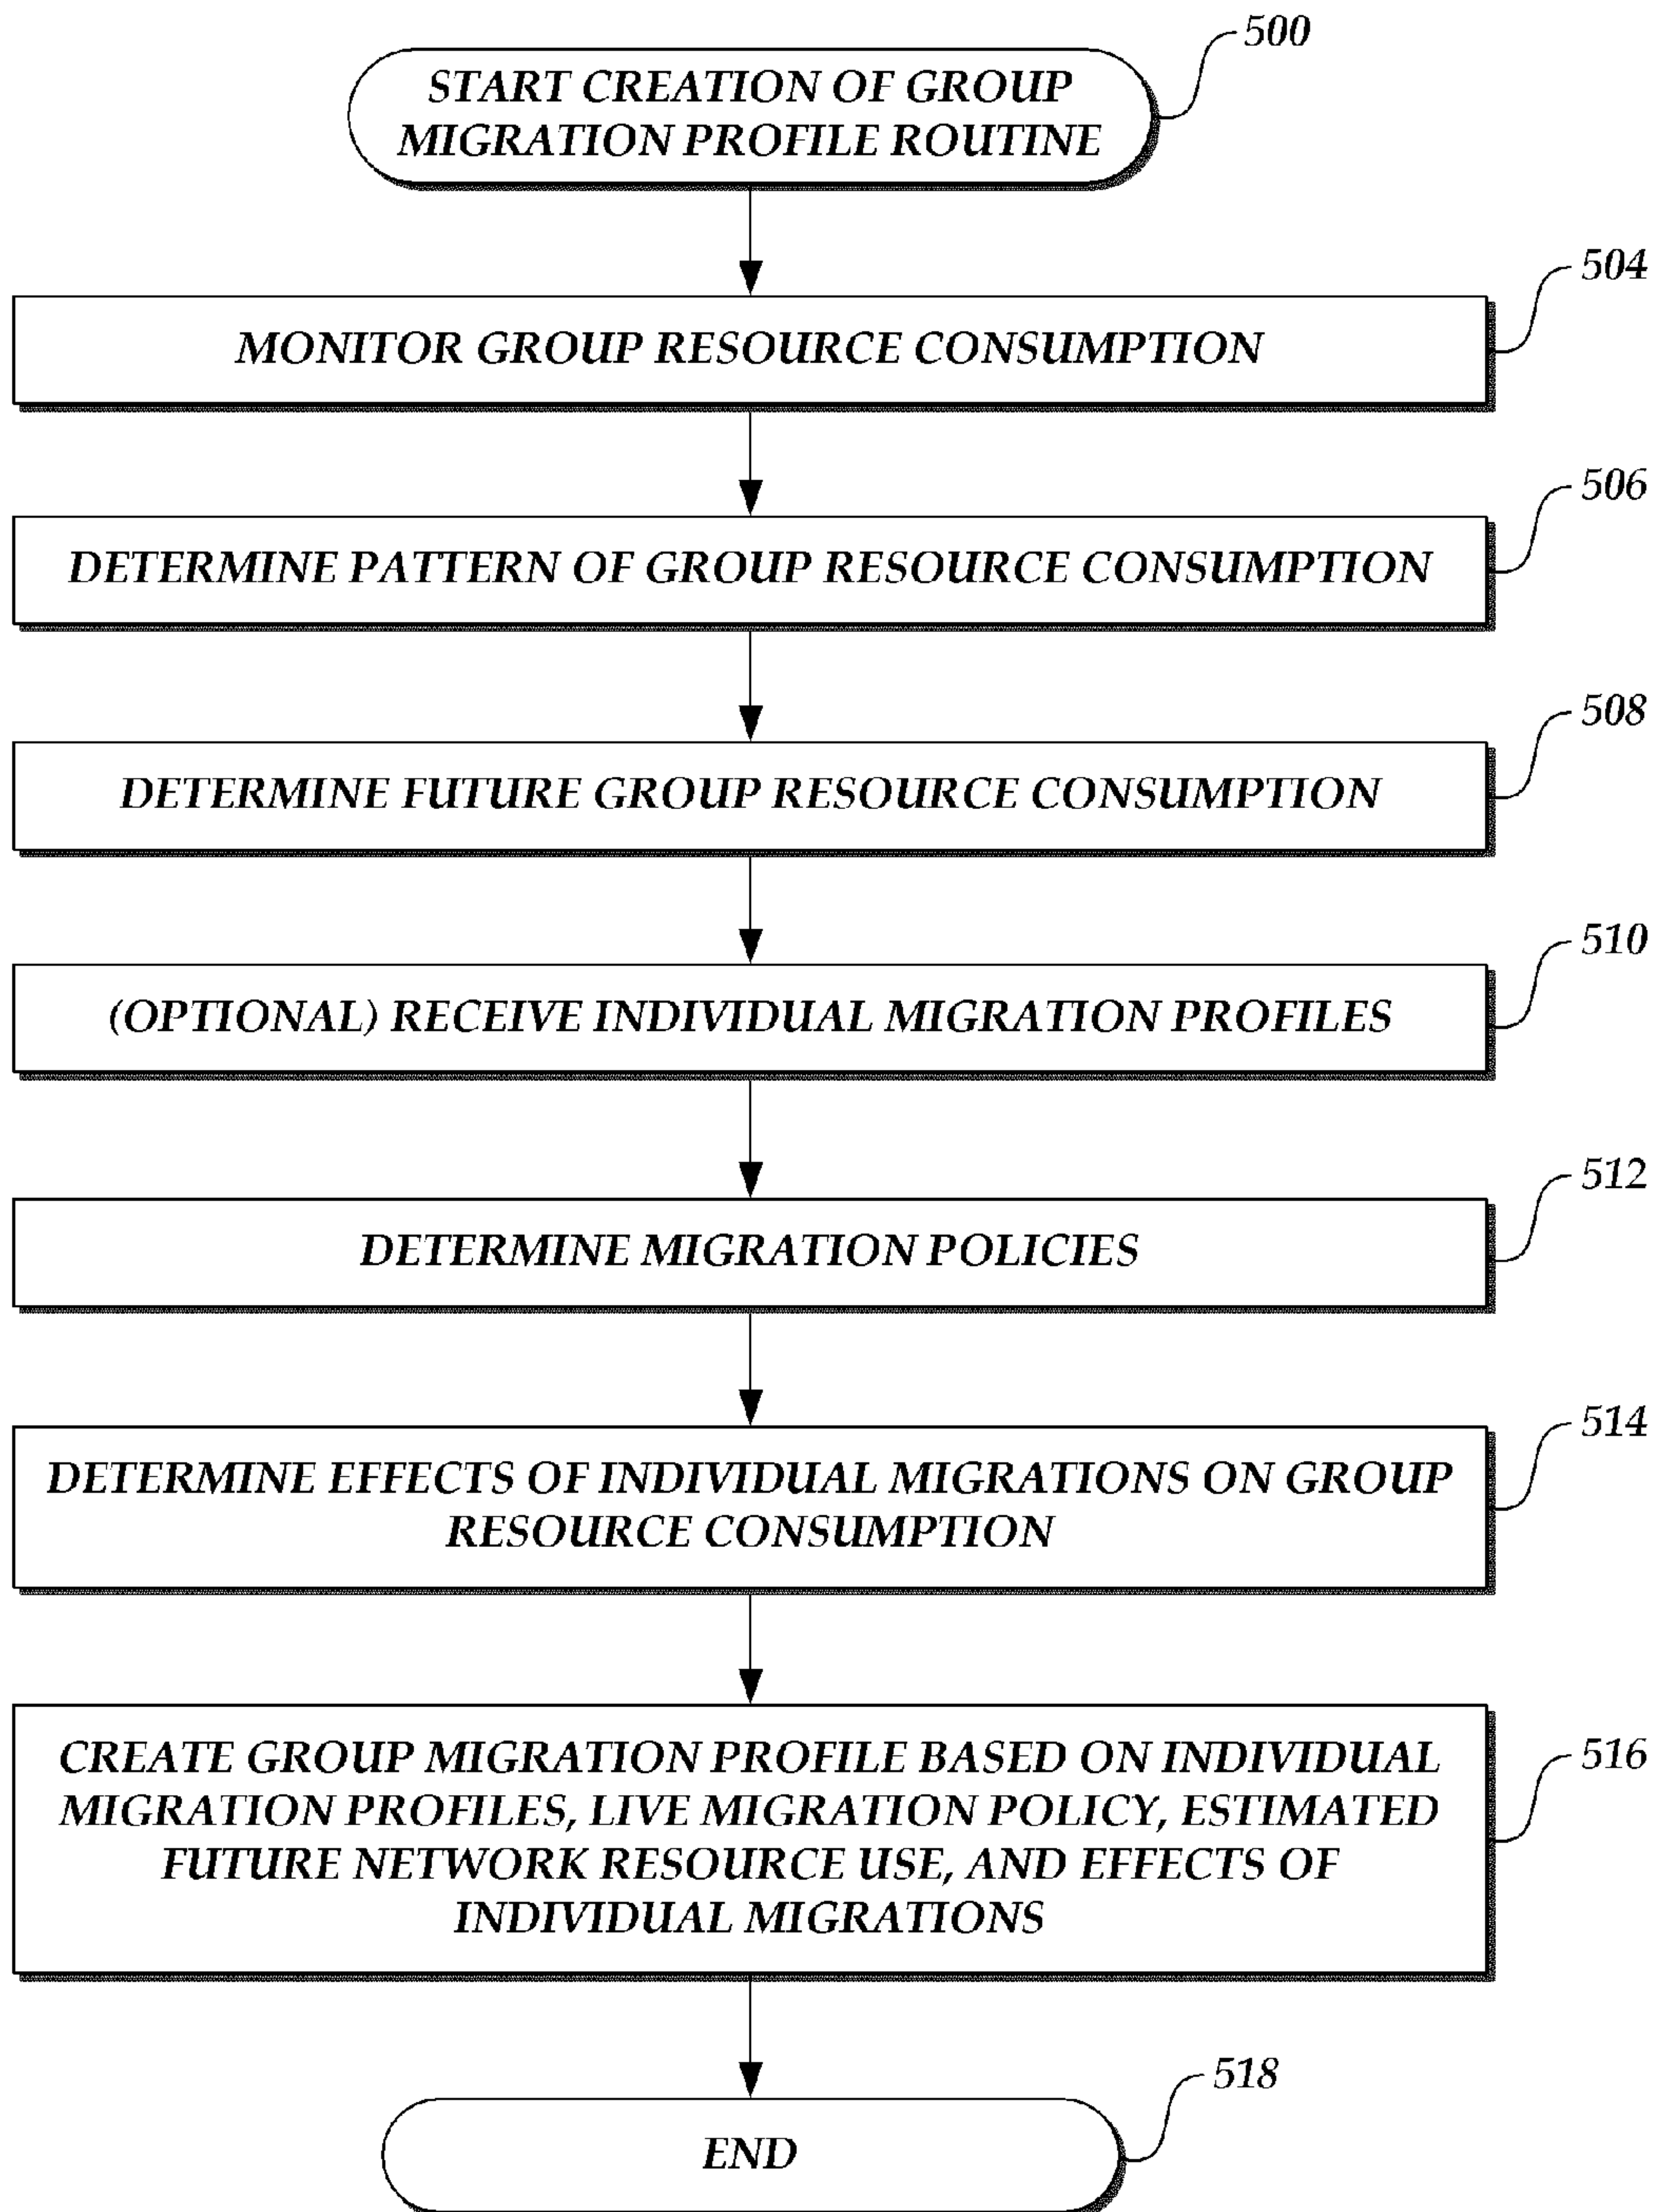 500
START CREATION OF GROUP
MIGRATION PROFILE ROUTINE
504
MONITOR GROUP RESOURCE CONSUMPTION
506
DETERMINE PATTERN OF GROUP RESOURCE CONSUMPTION
508
DETERMINE FUTURE GROUP RESOURCE CONSUMPTION
510
(OPTIONAL) RECEIVE INDIVIDUAL MIGRATION PROFILES
512
DETERMINE MIGRATION POLICIES
514
DETERMINE EFFECTS OF INDIVIDUAL MIGRATIONS ON GROUP
RESOURCE CONSUMPTION
516
CREATE GROUP MIGRATION PROFILE BASED ON INDIVIDUAL
MIGRATION PROFILES, LIVE MIGRATION POLICY, ESTIMATED
FUTURE NETWORK RESOURCE USE, AND EFFECTS OF
INDIVIDUAL MIGRATIONS
518
END